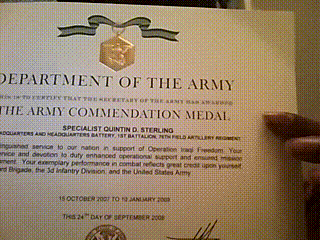 DEPARTMENT OF THE ARMY
THIS IS TO CERTIFY THAT THE SECRETARY OF THE ARMY HAS AWARDED
THE ARMY COMMENDATION MEDAL
SPECIALIST QUINTIN D. STERLING
HEADQUARTERS AND HEADQUARTERS BATTERY, 1ST BATTALION, 76TH FIELD ARTILLERY REGIMENT
distinguished service to our nation in support of Operation Iraqi Freedom. Your
service and devotion to duty enhanced operational support and ensured mission
Your exemplary performance in combat reflects great credit upon yourself,
Brigade, the 3d Infantry Division, and the United States Army.
15 OCTOBER 2007 TO 10 JANUARY 2008
THIS 24TH DAY OF SEPTEMBER 2008